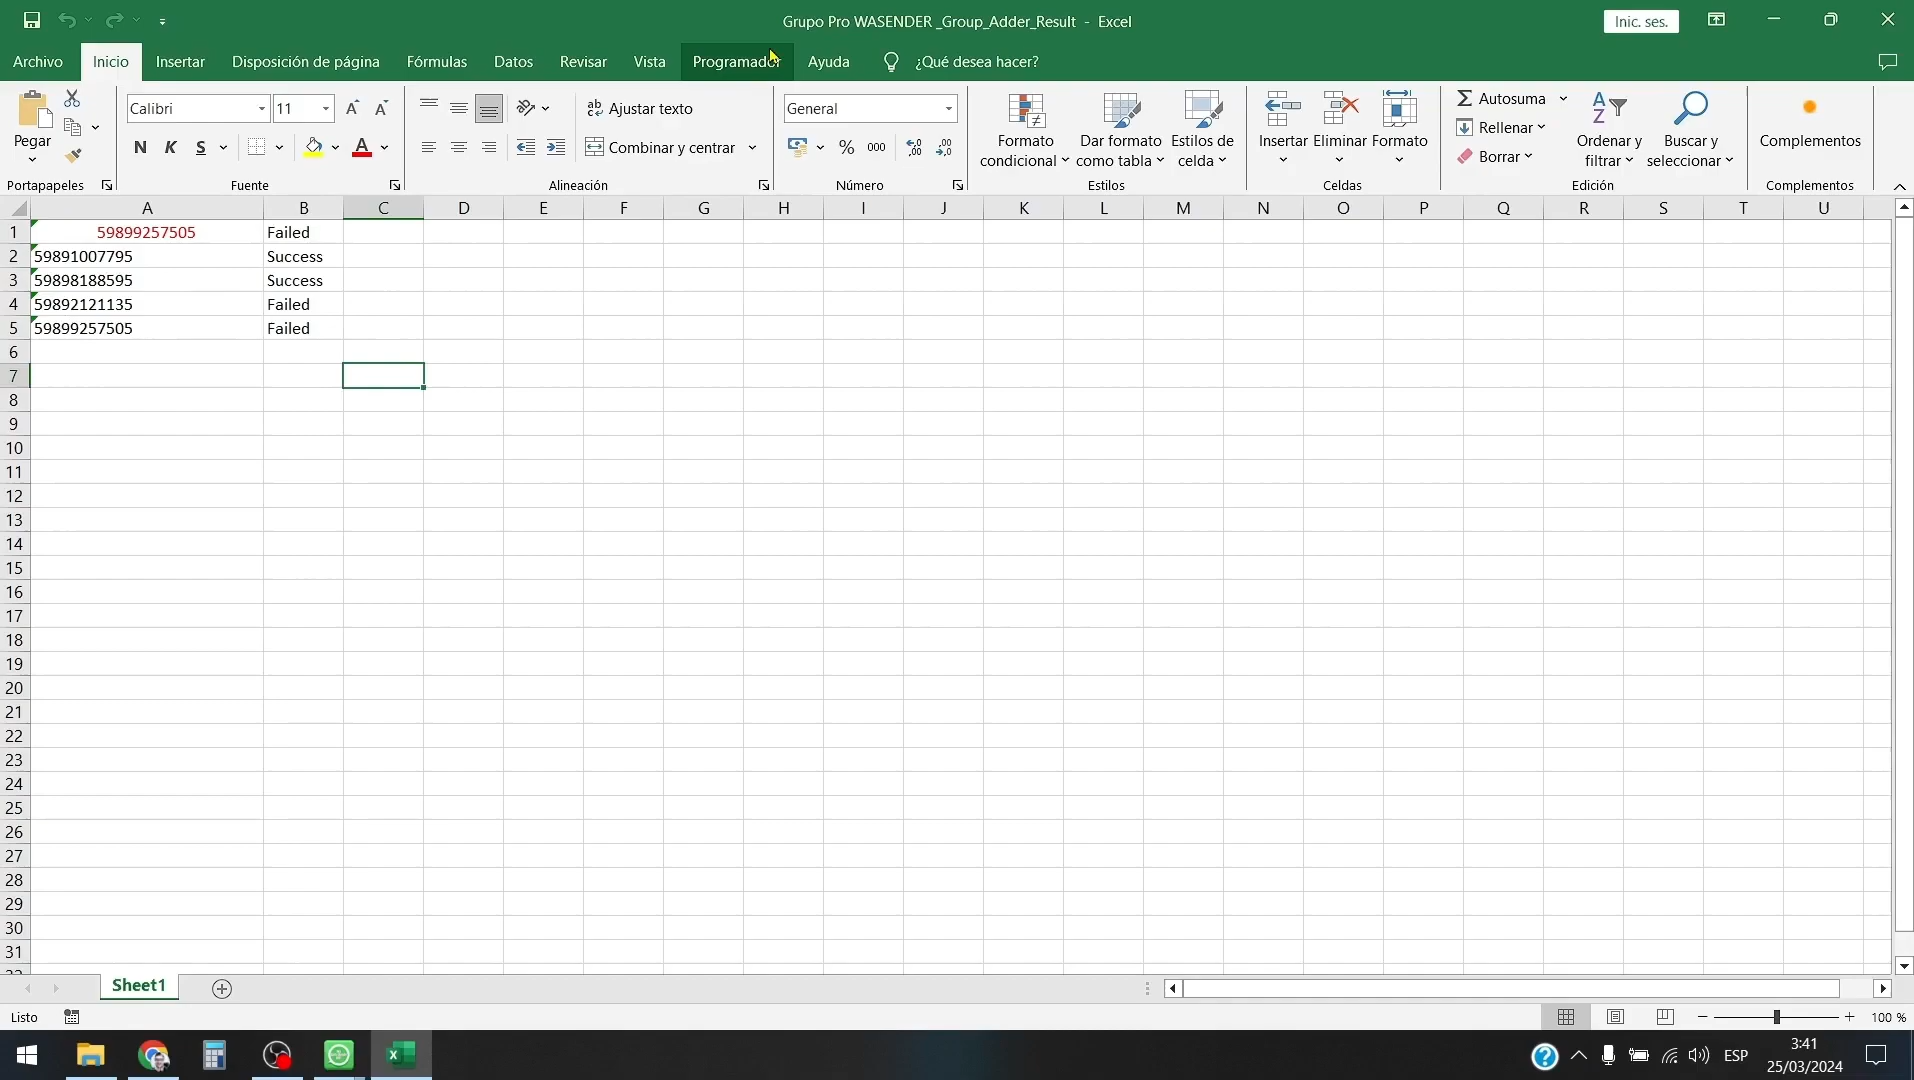 Grupo Pro WASENDER _Group_Adder_Result - Excel
Inic. ses.
Archivo Inicio Insertar Disposición de página Fórmulas Datos Revisar Vista Programador Ayuda ¿Qué desea hacer?
Calibri 11 Ajustar texto General Autosuma
Rellenar
Pegar N K S A Combinar y centrar % 000 Formato condicional Dar formato como tabla Estilos de celda Insertar Eliminar Formato Ordenar y filtrar Buscar y seleccionar Complementos
Borrar
Portapapeles Fuente Alineación Número Estilos Celdas Edición Complementos
A B C D E F G H I J K L M N O P Q R S T U
1 59899257505 Failed
2 59891007795 Success
3 59898188595 Success
4 59892121135 Failed
5 59899257505 Failed
6
7
8
9
10
11
12
13
14
15
16
17
18
19
20
21
22
23
24
25
26
27
28
29
30
31
Sheet1
Listo 100 %
ESP 3:41
25/03/2024